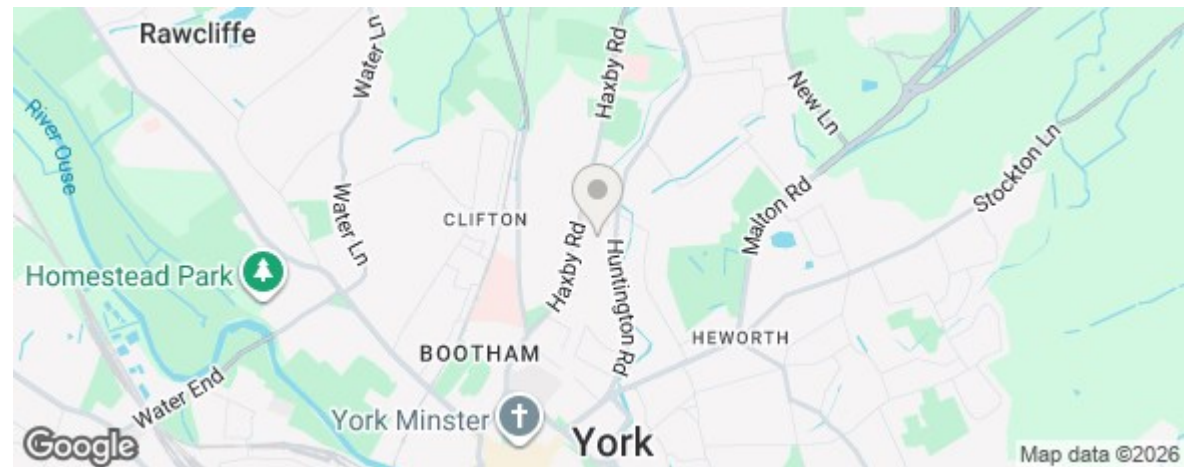 Rawcliffe
Water Ln
Haxby Rd
New Ln
River Ouse
Stockton Ln
Malton Rd
Water Ln
CLIFTON
Haxby Rd
Huntington Rd
Homestead Park
HEWORTH
BOOTHAM
Water End
York Minster
York
Google
Map data ©2026